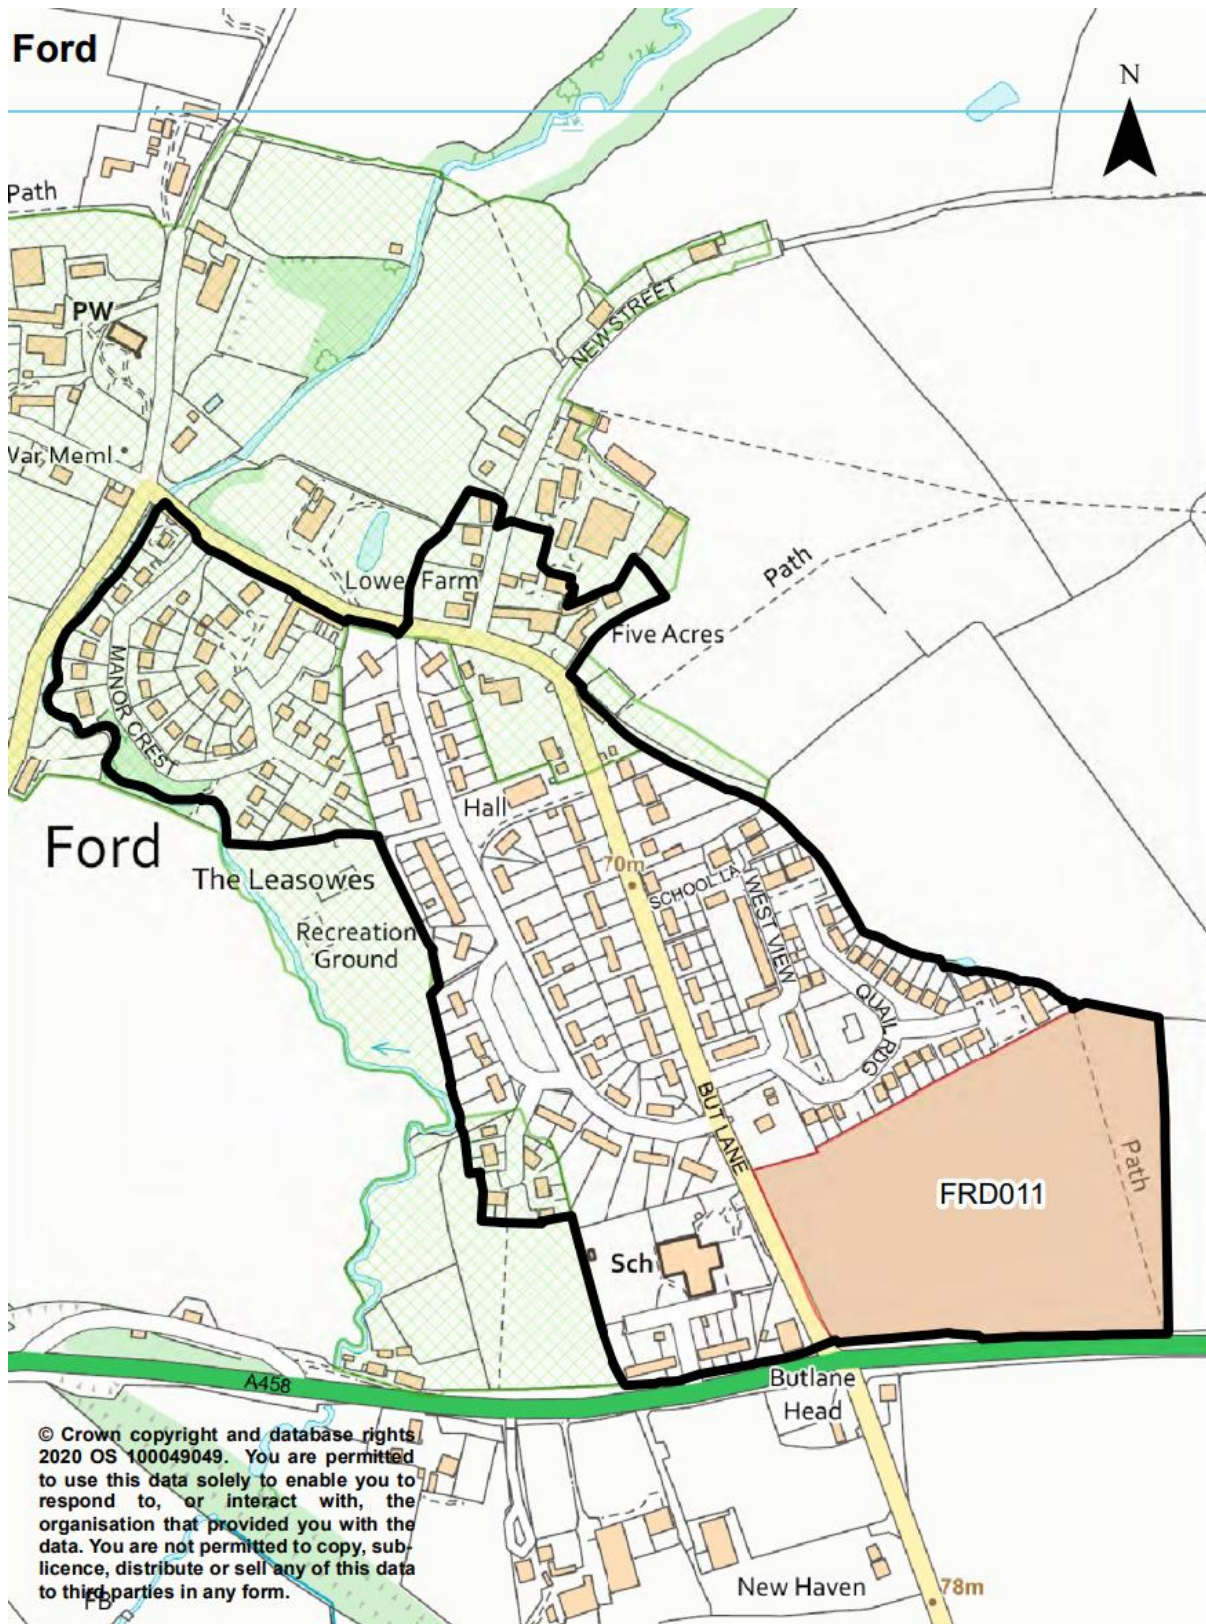 Ford
N
Path
PW
NEW STREET
War Meml
Path
Lower Farm
Five Acres
MANOR CREST
Hall
Ford
70m
The Leasowes
SCHOOL LA
WEST VIEW
Recreation
Ground
QUAIL RDG
BUT LANE
Path
FRD011
Sch
A458
Butlane
Head
© Crown copyright and database rights
2020 OS 100049049. You are permitted
to use this data solely to enable you to
respond to, or interact with, the
organisation that provided you with the
data. You are not permitted to copy, sub-
licence, distribute or sell any of this data
to third parties in any form.
FB
New Haven
78m